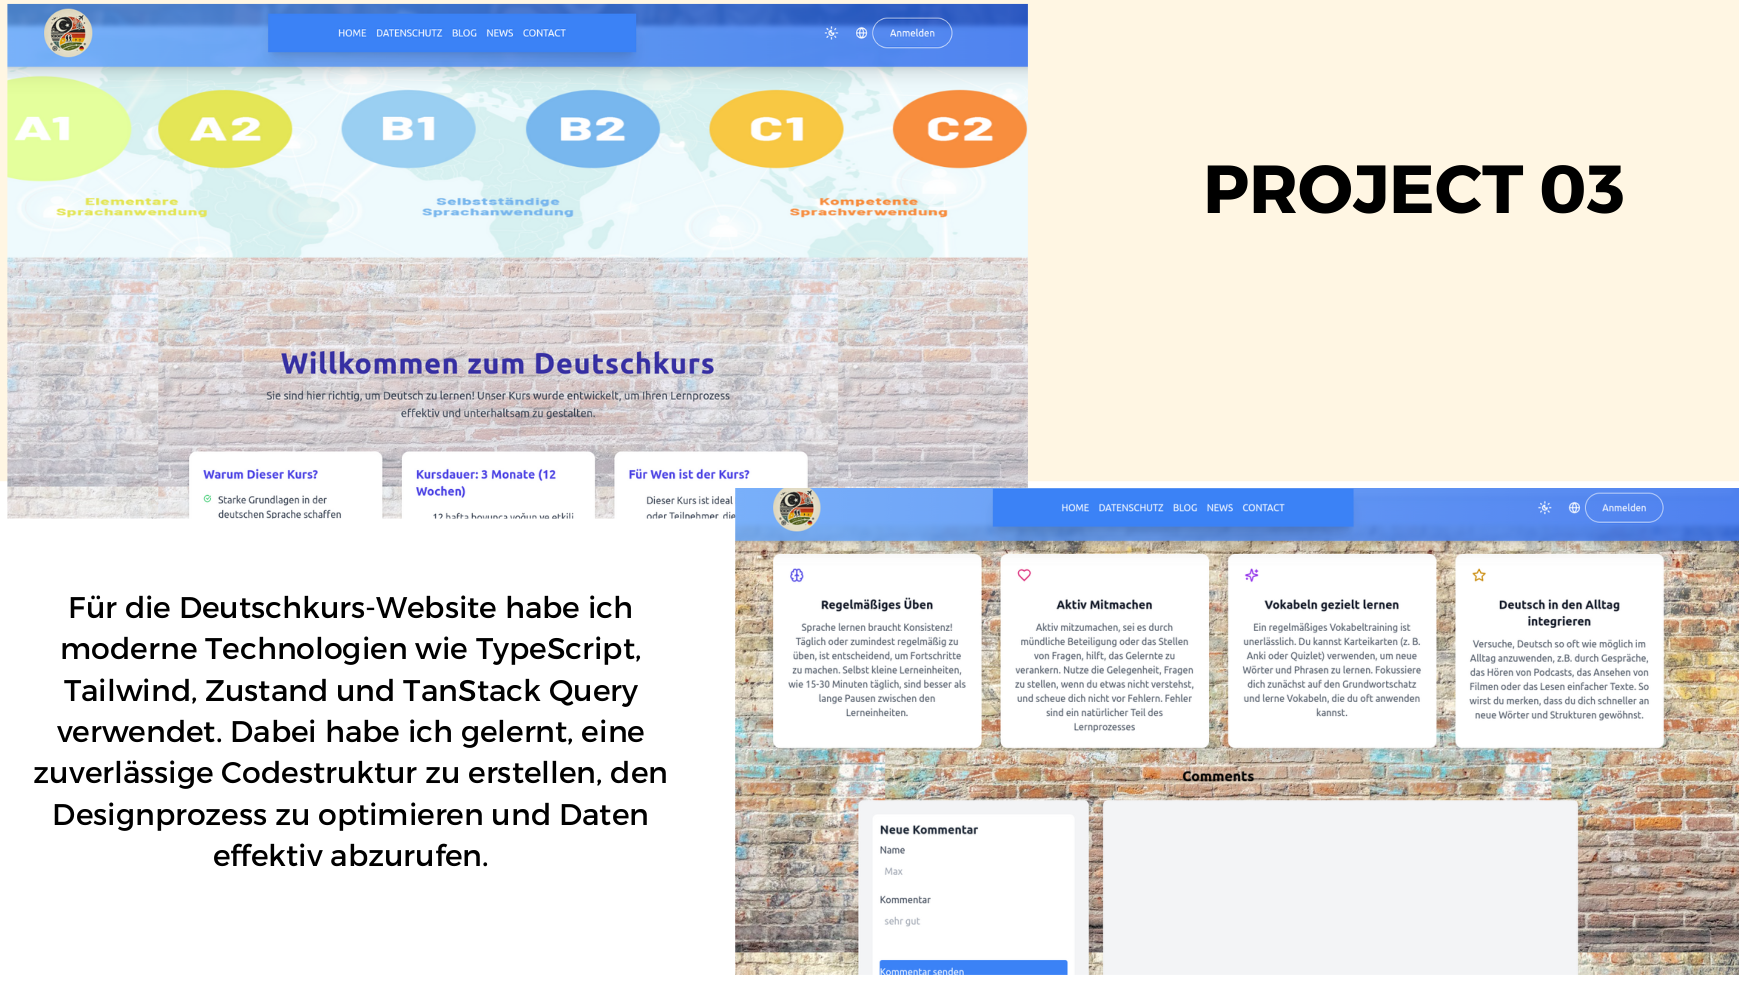 HOME DATENSCHUTZ BLOG NEWS CONTACT
Anmelden
A1 A2 B1 B2 C1 C2
Elementare
Sprachanwendung
Selbstständige
Sprachanwendung
Kompetente
Sprachverwendung
Willkommen zum Deutschkurs
Sie sind hier richtig, um Deutsch zu lernen! Unser Kurs wurde entwickelt, um Ihren Lernprozess
effektiv und unterhaltsam zu gestalten.
Warum Dieser Kurs?
Starke Grundlagen in der
deutschen Sprache schaffen
Kursdauer: 3 Monate (12
Wochen)
12 hafta boyunca yoğun ve etkili
Für Wen ist der Kurs?
Dieser Kurs ist ideal
oder Teilnehmer, die
PROJECT 03
Für die Deutschkurs-Website habe ich
moderne Technologien wie TypeScript,
Tailwind, Zustand und TanStack Query
verwendet. Dabei habe ich gelernt, eine
zuverlässige Codestruktur zu erstellen, den
Designprozess zu optimieren und Daten
effektiv abzurufen.
HOME DATENSCHUTZ BLOG NEWS CONTACT
Anmelden
Regelmäßiges Üben
Sprache lernen braucht Konsistenz!
Täglich oder zumindest regelmäßig zu
üben, ist entscheidend, um Fortschritte
zu machen. Selbst kleine Lerneinheiten,
wie 15-30 Minuten täglich, sind besser als
lange Pausen zwischen den
Lerneinheiten.
Aktiv Mitmachen
Aktiv mitzumachen, sei es durch
mündliche Beteiligung oder das Stellen
von Fragen, hilft, das Gelernte zu
verankern. Nutze die Gelegenheit, Fragen
zu stellen, wenn du etwas nicht verstehst,
und scheue dich nicht vor Fehlern. Fehler
sind ein natürlicher Teil des
Lernprozesses
Vokabeln gezielt lernen
Ein regelmäßiges Vokabeltraining ist
unerlässlich. Du kannst Karteikarten (z. B.
Anki oder Quizlet) verwenden, um neue
Wörter und Phrasen zu lernen. Fokussiere
dich zunächst auf den Grundwortschatz
und lerne Vokabeln, die du oft anwenden
kannst.
Deutsch in den Alltag
integrieren
Versuche, Deutsch so oft wie möglich im
Alltag anzuwenden, z.B. durch Gespräche,
das Hören von Podcasts, das Ansehen von
Filmen oder das Lesen einfacher Texte. So
wirst du merken, dass du dich schneller an
neue Wörter und Strukturen gewöhnst.
Comments
Neue Kommentar
Name
Max
Kommentar
sehr gut
Kommentar senden